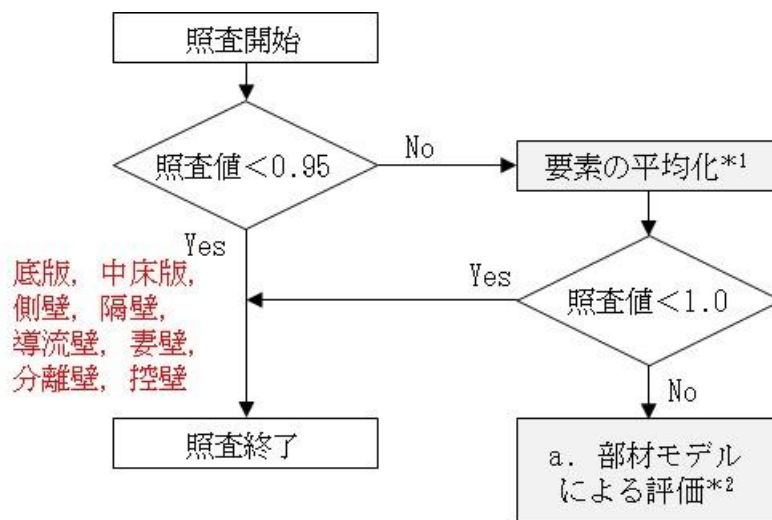 照査開始
照査値＜0.95
No
要素の平均化*1
Yes
底版, 中床版,
側壁, 隔壁,
導流壁, 妻壁,
分離壁, 控壁
Yes
照査値＜1.0
No
照査終了
a. 部材モデル
による評価*2